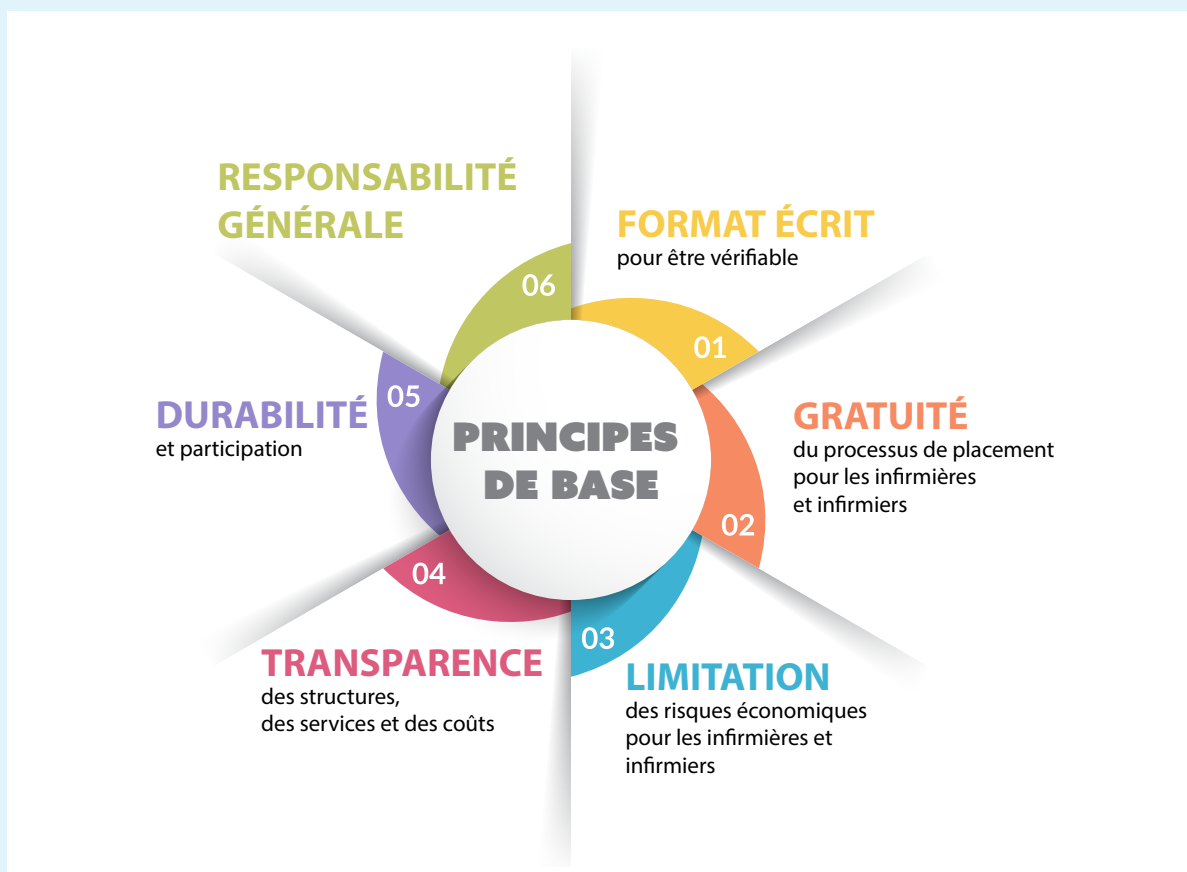 PRINCIPES
DE BASE
01
FORMAT ÉCRIT
pour être vérifiable
02
GRATUITÉ
du processus de placement
pour les infirmières
et infirmiers
03
LIMITATION
des risques économiques
pour les infirmières et
infirmiers
04
TRANSPARENCE
des structures,
des services et des coûts
05
DURABILITÉ
et participation
06
RESPONSABILITÉ
GÉNÉRALE